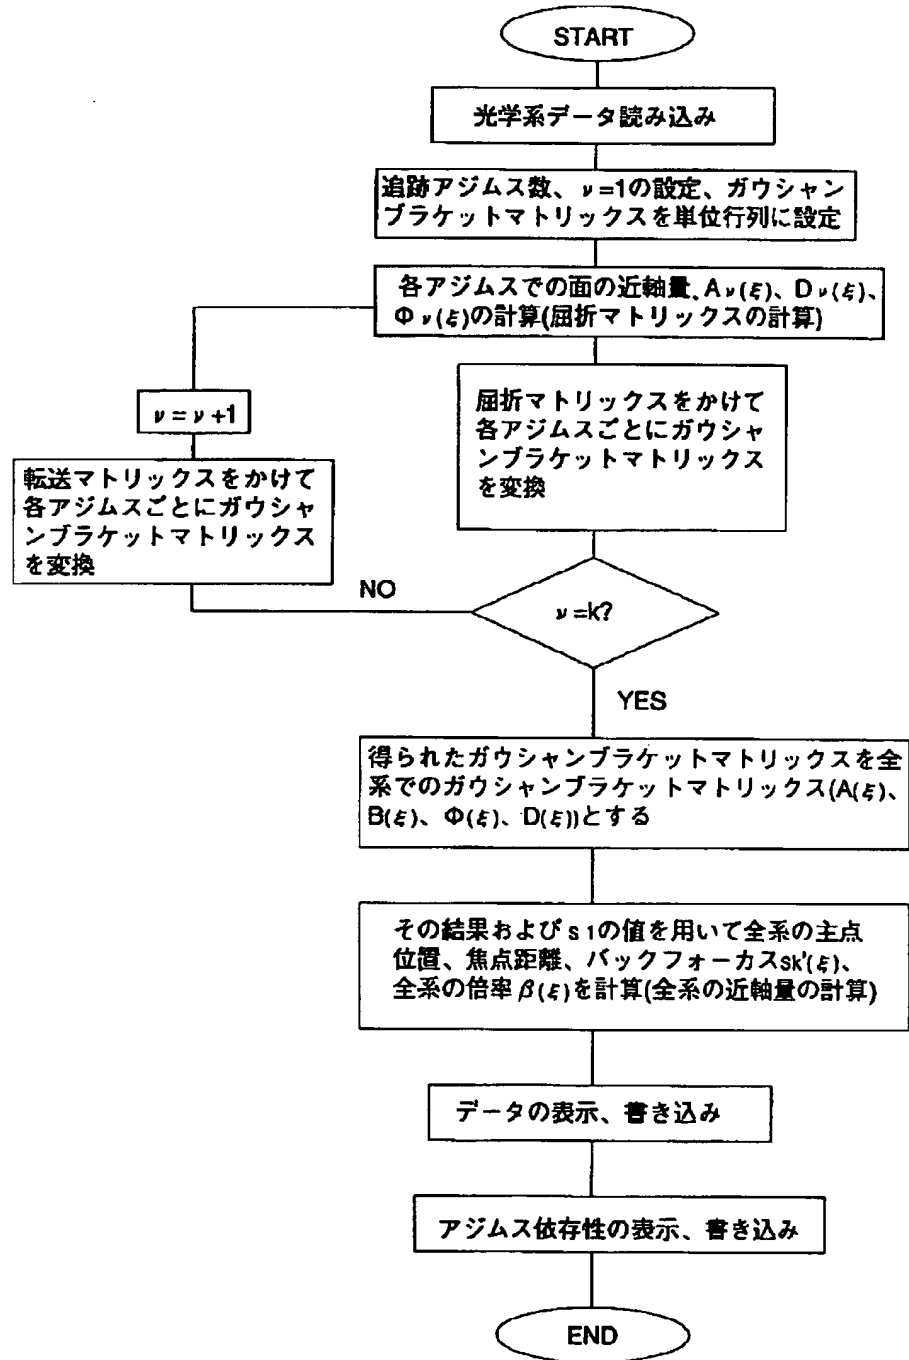 START
光学系データ読み込み
追跡アジムス数、ν=1の設定、ガウシャン
ブラケットマトリックスを単位行列に設定
各アジムスでの面の近軸量、Aν(ξ)、Dν(ξ)、
Φν(ξ)の計算(屈折マトリックスの計算)
屈折マトリックスをかけて
各アジムスごとにガウシャ
ンブラケットマトリックス
を変換
ν=ν+1
転送マトリックスをかけて
各アジムスごとにガウシャ
ンブラケットマトリックス
を変換
NO
ν=k?
YES
得られたガウシャンブラケットマトリックスを全
系でのガウシャンブラケットマトリックス(A(ξ)、
B(ξ)、Φ(ξ)、D(ξ))とする
その結果およびs1の値を用いて全系の主点
位置、焦点距離、バックフォーカスsk'(ξ)、
全系の倍率β(ξ)を計算(全系の近軸量の計算)
データの表示、書き込み
アジムス依存性の表示、書き込み
END